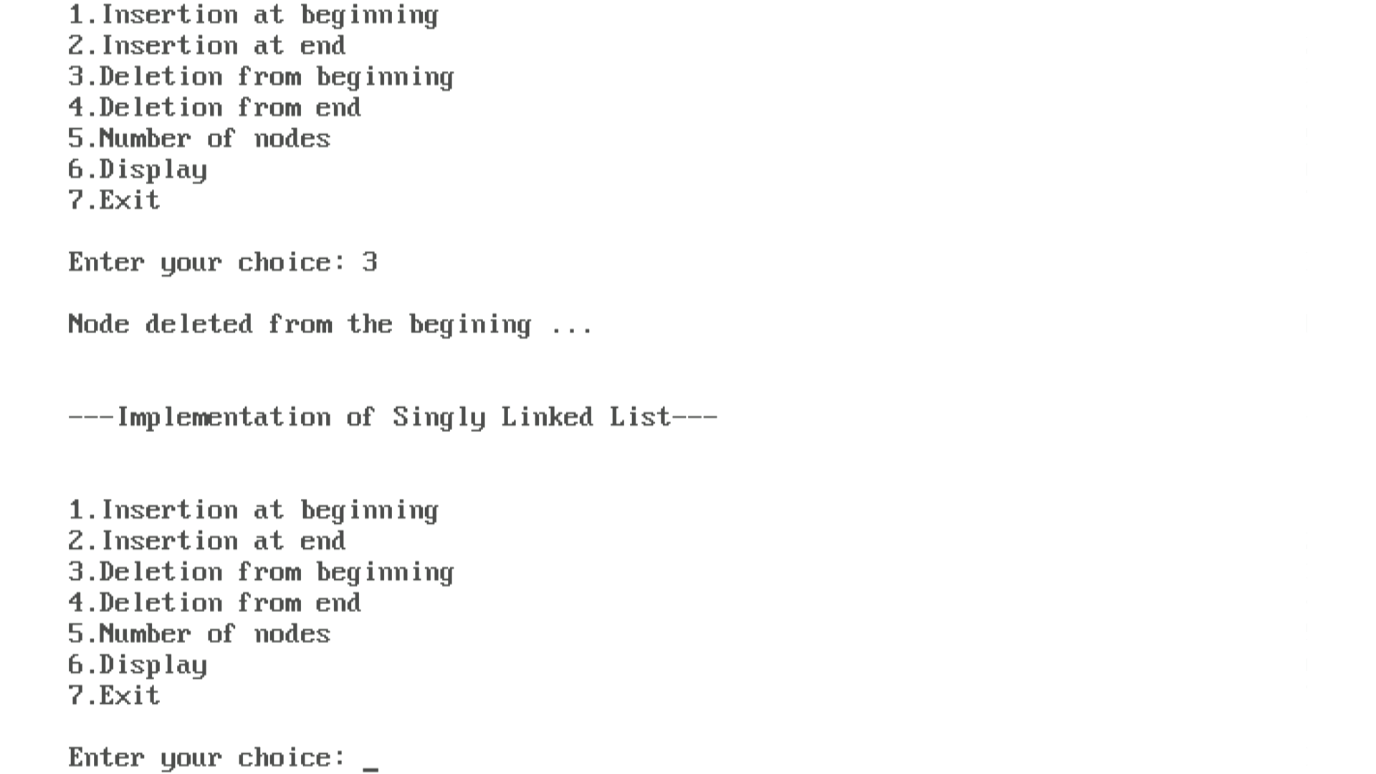 1.Insertion at beginning
2.Insertion at end
3.Deletion from beginning
4.Deletion from end
5.Number of nodes
6.Display
7.Exit
Enter your choice: 3
Node deleted from the begining ...
---Implementation of Singly Linked List---
1.Insertion at beginning
2.Insertion at end
3.Deletion from beginning
4.Deletion from end
5.Number of nodes
6.Display
7.Exit
Enter your choice: _